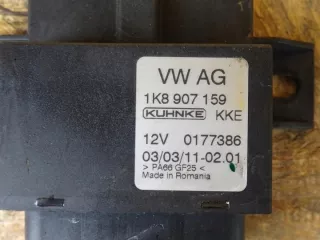 VW AG
1K8 907 159
KUHNKE KKE
12V 0177386
03/03/11-02.01
> PA66 GF25 <
Made in Romania